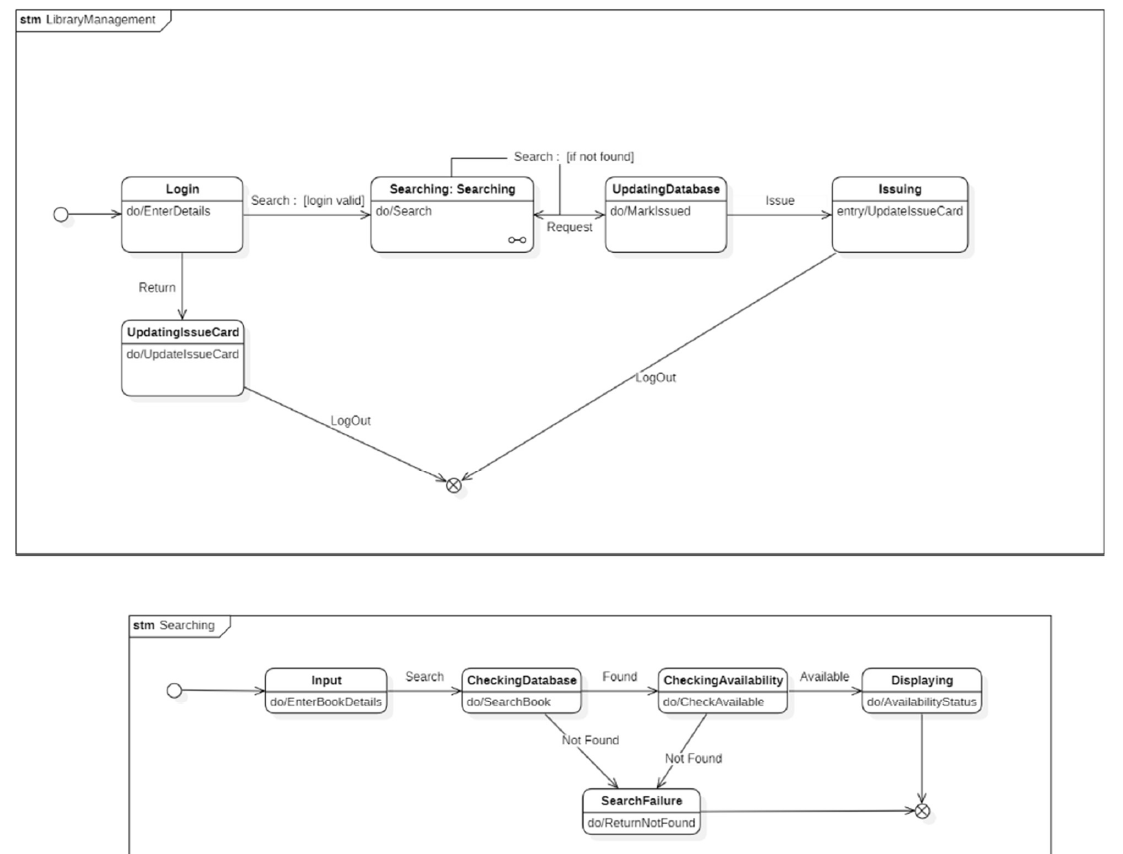 stm LibraryManagement
Search : [if not found]
Login
do/EnterDetails
Search : [login valid]
Searching: Searching
do/Search
Request
UpdatingDatabase
do/MarkIssued
Issue
Issuing
entry/UpdateIssueCard
Return
UpdatingIssueCard
do/UpdateIssueCard
LogOut
LogOut
stm Searching
Input
do/EnterBookDetails
Search
CheckingDatabase
do/SearchBook
Found
CheckingAvailability
do/CheckAvailable
Available
Displaying
do/AvailabilityStatus
Not Found
Not Found
SearchFailure
do/ReturnNotFound